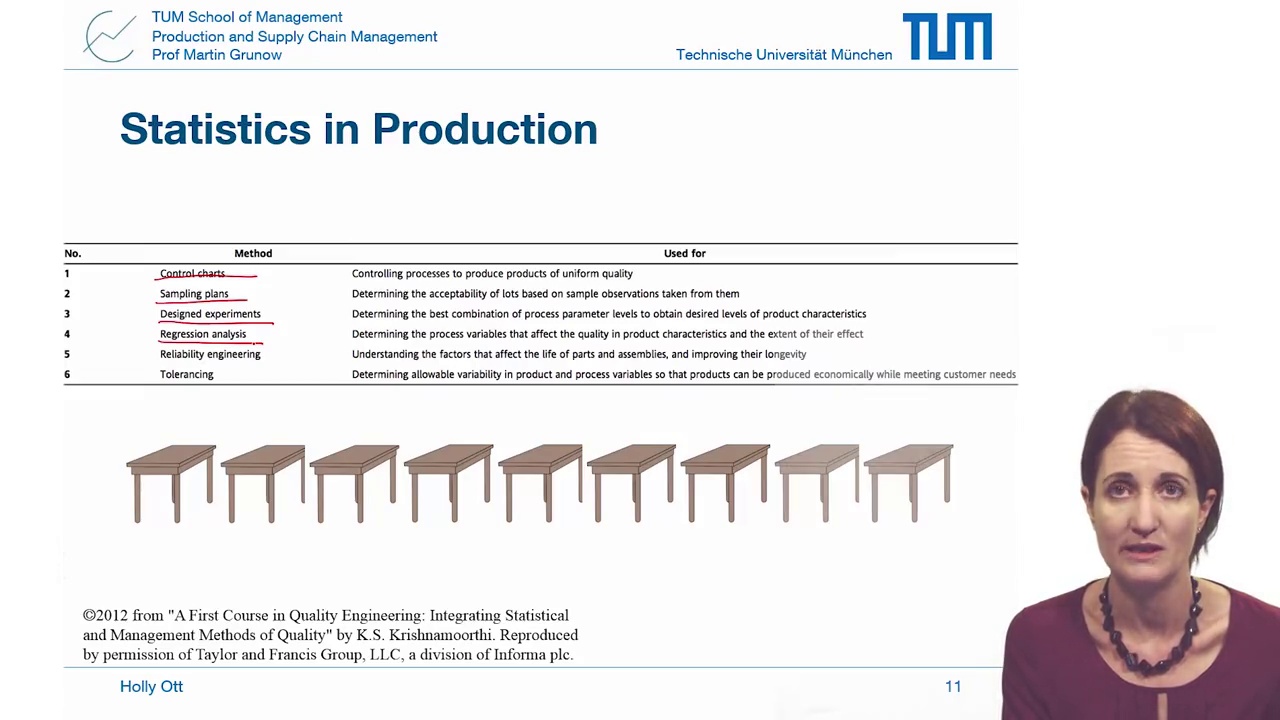 TUM School of Management
Production and Supply Chain Management
Prof Martin Grunow
Technische Universität München
TUM
Statistics in Production
No. Method Used for
1 Control charts Controlling processes to produce products of uniform quality
2 Sampling plans Determining the acceptability of lots based on sample observations taken from them
3 Designed experiments Determining the best combination of process parameter levels to obtain desired levels of product characteristics
4 Regression analysis Determining the process variables that affect the quality in product characteristics and the extent of their effect
5 Reliability engineering Understanding the factors that affect the life of parts and assemblies, and improving their longevity
6 Tolerancing Determining allowable variability in product and process variables so that products can be produced economically while meeting customer needs
©2012 from "A First Course in Quality Engineering: Integrating Statistical
and Management Methods of Quality" by K.S. Krishnamoorthi. Reproduced
by permission of Taylor and Francis Group, LLC, a division of Informa plc.
Holly Ott 11